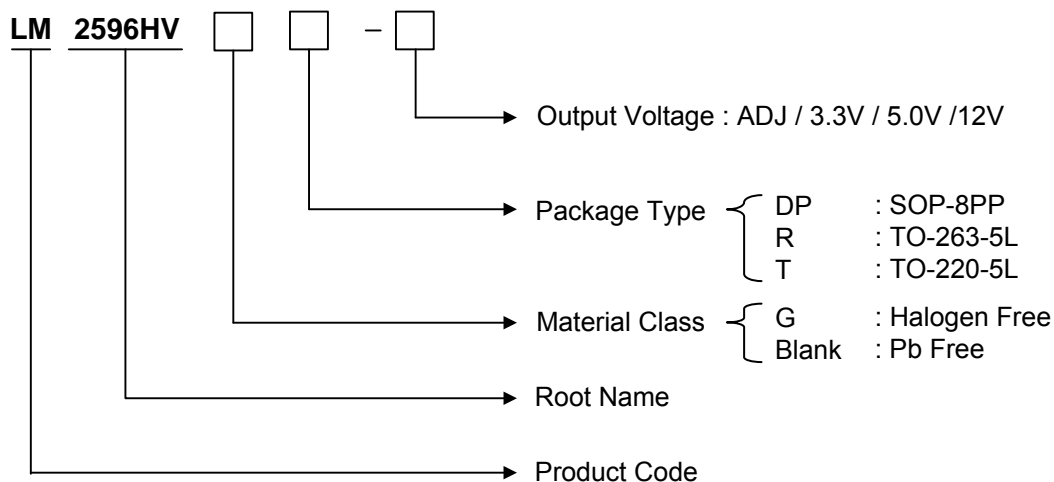 LM 2596HV –
Output Voltage : ADJ / 3.3V / 5.0V /12V
Package Type
DP : SOP-8PP
R : TO-263-5L
T : TO-220-5L
Material Class
G : Halogen Free
Blank : Pb Free
Root Name
Product Code